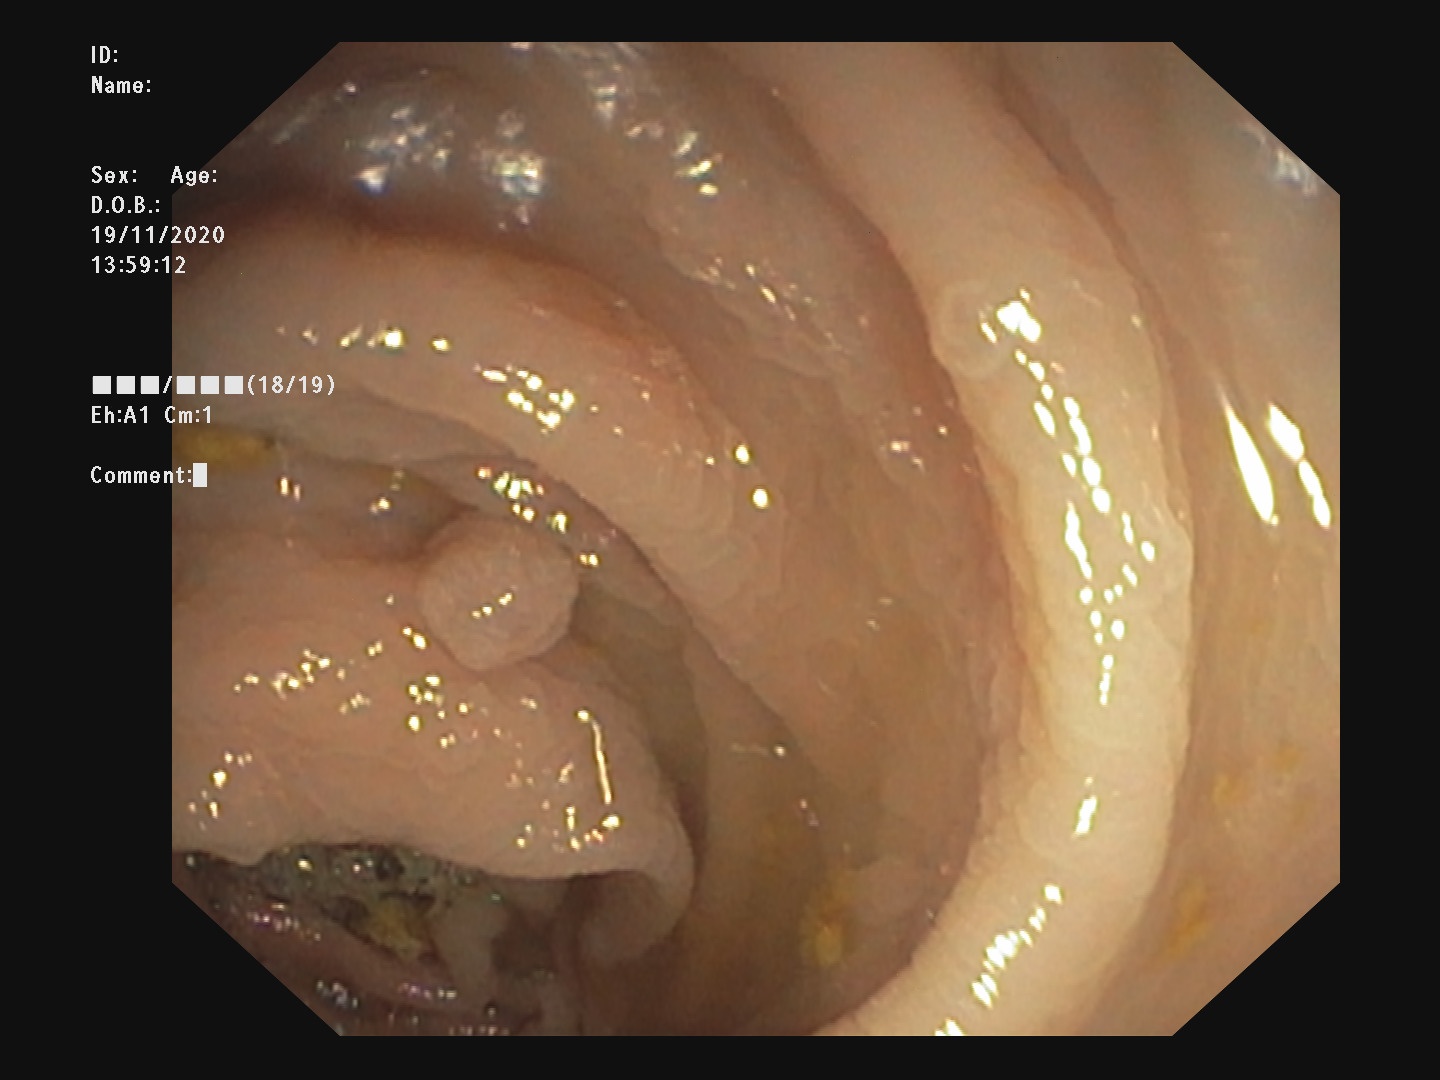 ID:
Name:
Sex: Age:
D.O.B.:
19/11/2020
13:59:12
■■■/■■■(18/19)
Eh:A1 Cm:1
Comment: